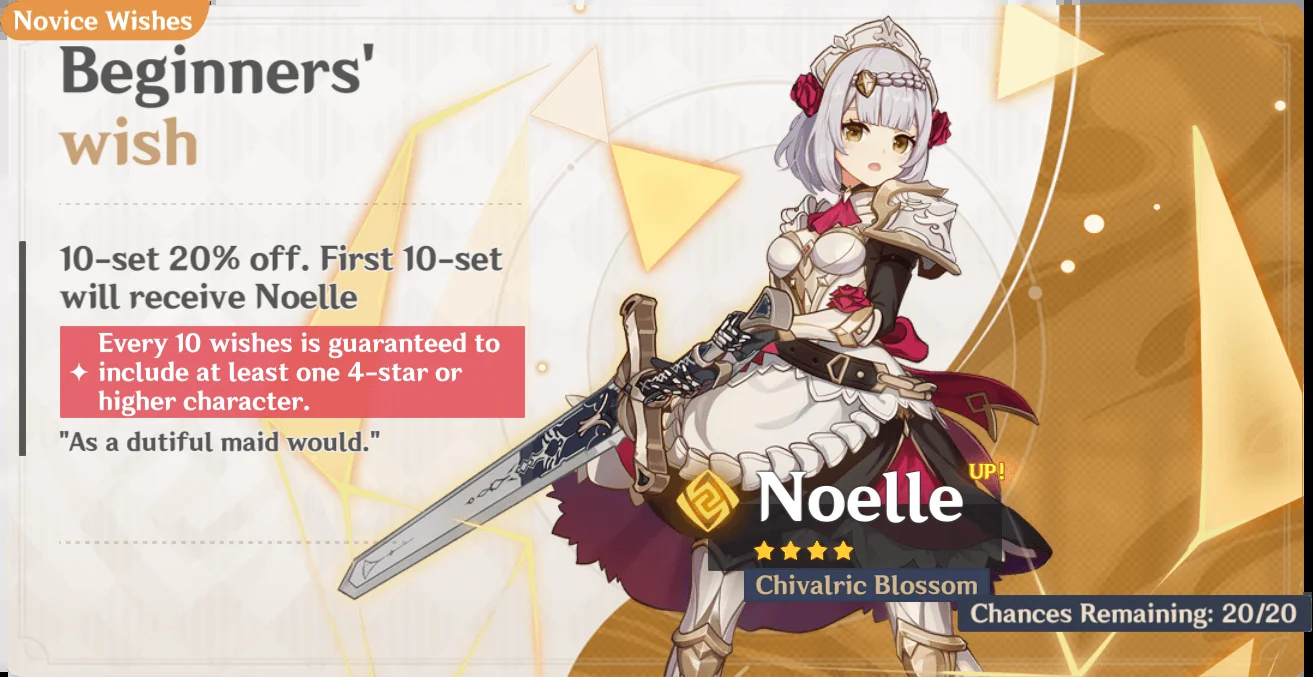 Novice Wishes
Beginners'
wish
10-set 20% off. First 10-set
will receive Noelle
Every 10 wishes is guaranteed to
include at least one 4-star or
higher character.
"As a dutiful maid would."
UP!
Noelle
Chivalric Blossom
Chances Remaining: 20/20